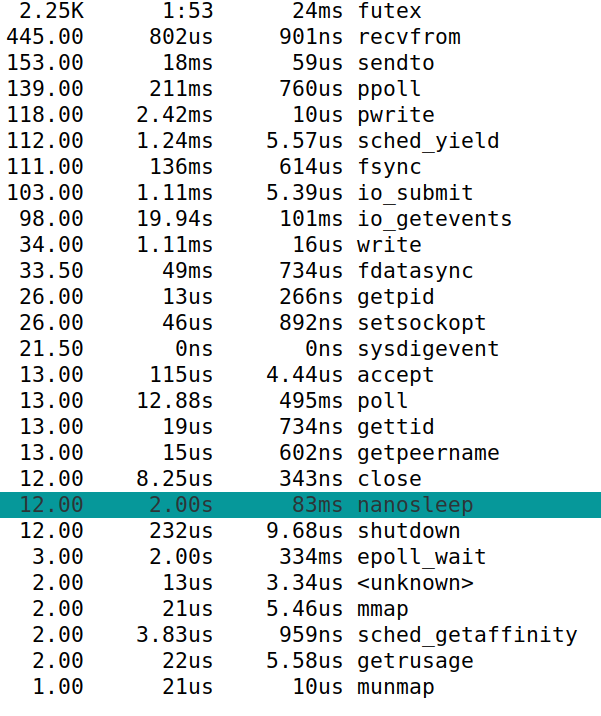 2.25K 1:53 24ms futex
445.00 802us 901ns recvfrom
153.00 18ms 59us sendto
139.00 211ms 760us ppoll
118.00 2.42ms 10us pwrite
112.00 1.24ms 5.57us sched_yield
111.00 136ms 614us fsync
103.00 1.11ms 5.39us io_submit
98.00 19.94s 101ms io_getevents
34.00 1.11ms 16us write
33.50 49ms 734us fdatasync
26.00 13us 266ns getpid
26.00 46us 892ns setsockopt
21.50 0ns 0ns sysdigevent
13.00 115us 4.44us accept
13.00 12.88s 495ms poll
13.00 19us 734ns gettid
13.00 15us 602ns getpeername
12.00 8.25us 343ns close
12.00 2.00s 83ms nanosleep
12.00 232us 9.68us shutdown
3.00 2.00s 334ms epoll_wait
2.00 13us 3.34us <unknown>
2.00 21us 5.46us mmap
2.00 3.83us 959ns sched_getaffinity
2.00 22us 5.58us getrusage
1.00 21us 10us munmap